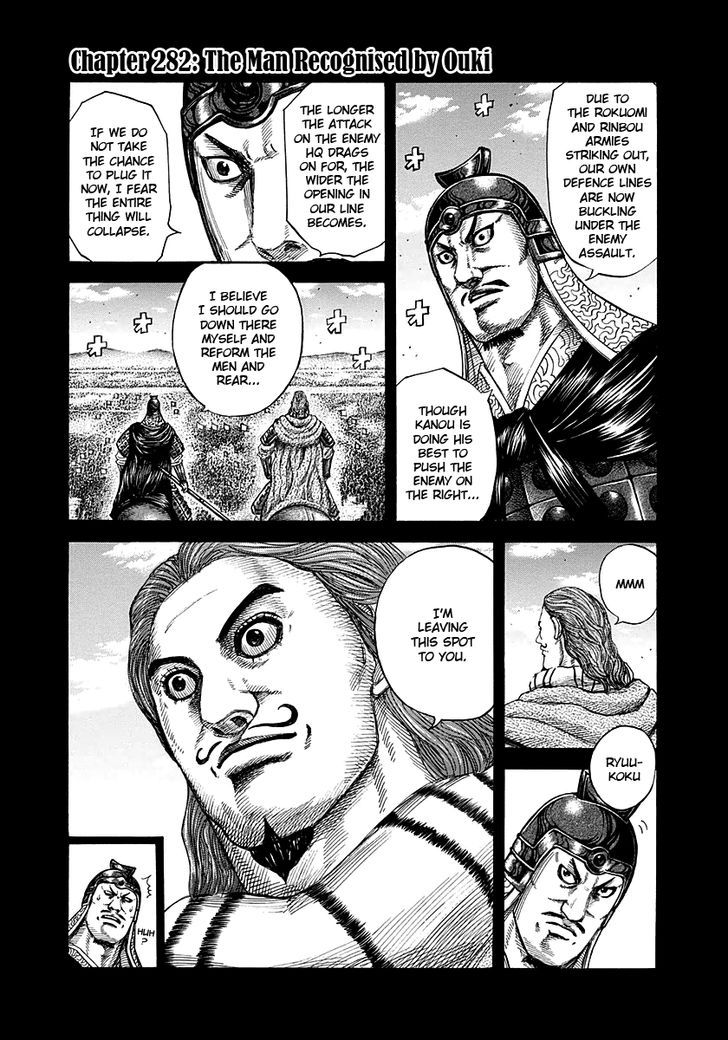 Chapter 282: The Man Recognised by Ouki
DUE TO
THE ROKUOMI
AND RINBOU
ARMIES
STRIKING OUT,
OUR OWN
DEFENCE LINES
ARE NOW
BUCKLING
UNDER THE
ENEMY
ASSAULT.
THOUGH
KANOU IS
DOING HIS
BEST TO
PUSH THE
ENEMY ON
THE RIGHT...
THE LONGER
THE ATTACK
ON THE ENEMY
HQ DRAGS
ON FOR, THE
WIDER THE
OPENING IN
OUR LINE
BECOMES.
IF WE DO
NOT TAKE
THE CHANCE
TO PLUG IT
NOW, I FEAR
THE ENTIRE
THING WILL
COLLAPSE.
I BELIEVE
I SHOULD GO
DOWN THERE
MYSELF AND
REFORM THE
MEN AND
REAR...
MMM
RYUU-
KOKU
I'M
LEAVING
THIS SPOT
TO YOU.
HUH
?